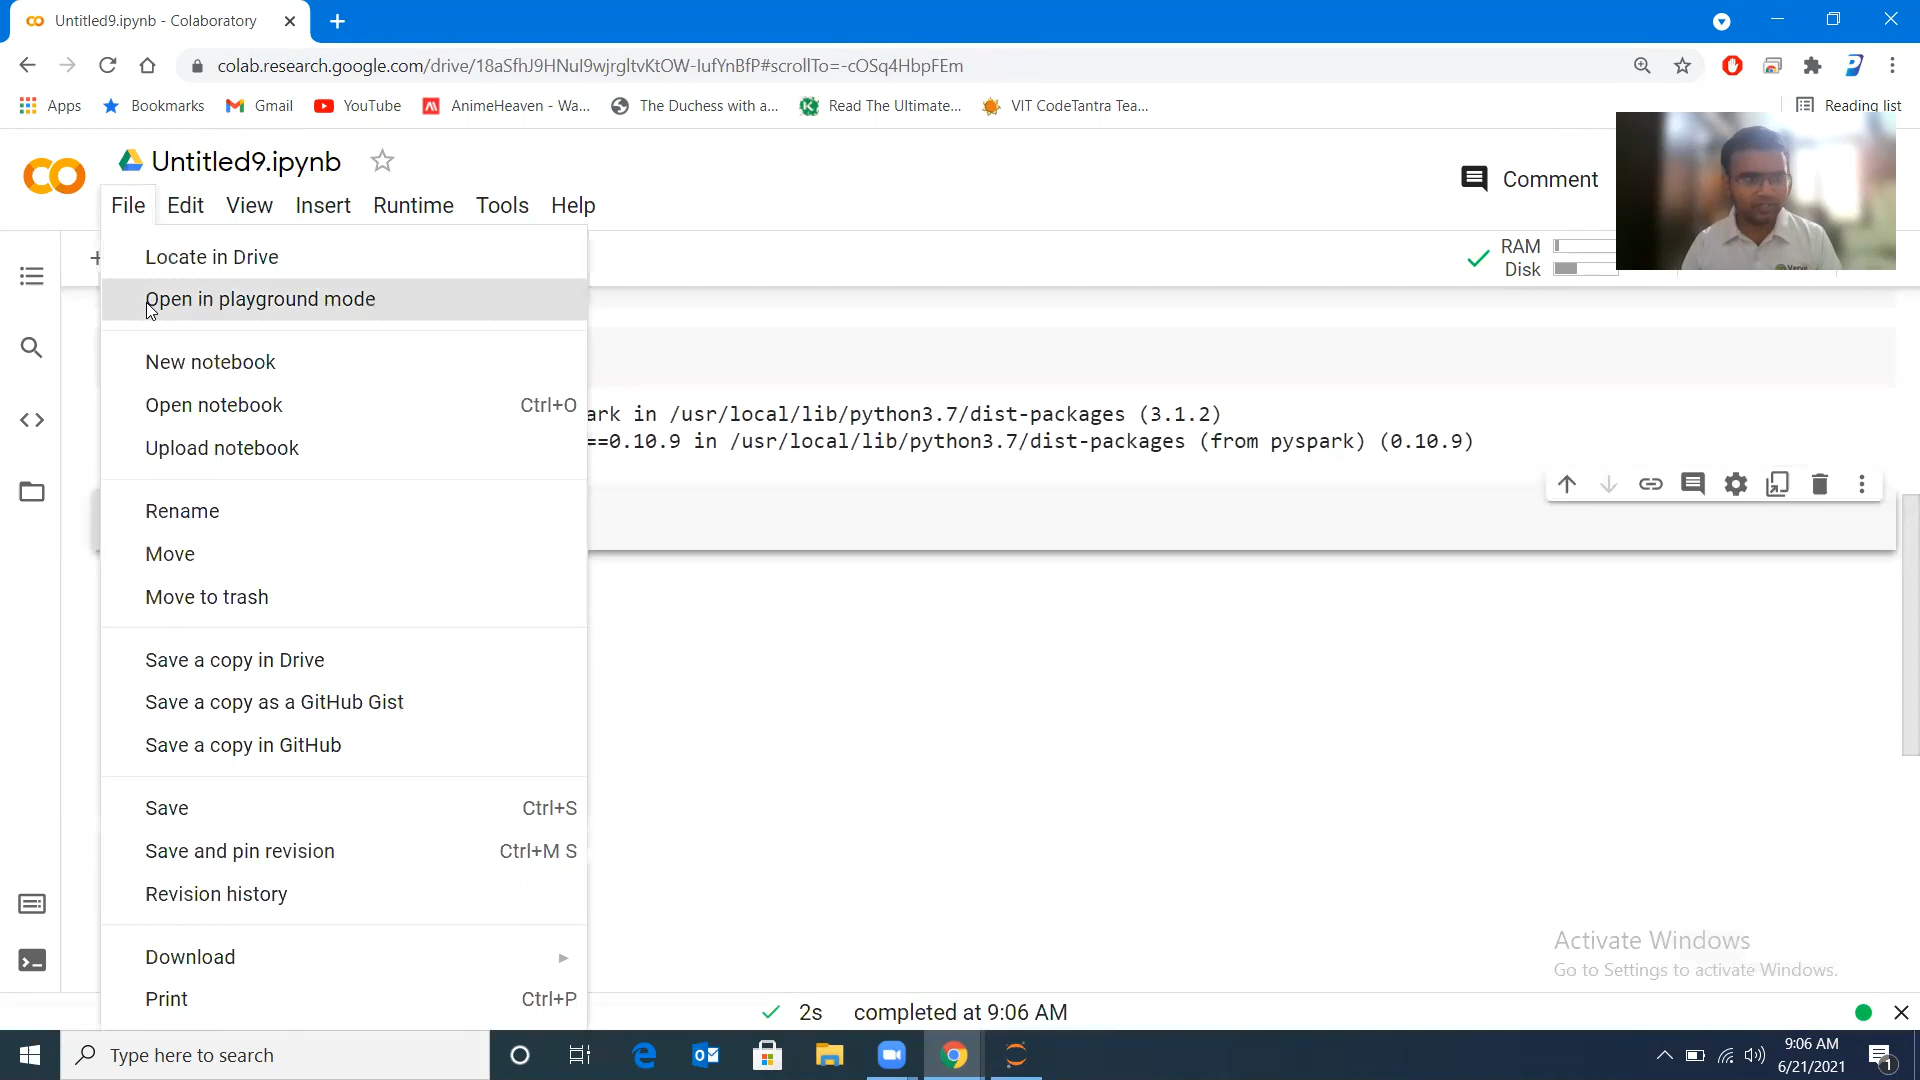 Untitled9.ipynb - Colaboratory
colab.research.google.com/drive/18aSfhJ9HNuI9wjrgltvKtOW-IufYnBfP#scrollTo=-cOSq4HbpFEm
Apps Bookmarks Gmail YouTube AnimeHeaven - Wa... The Duchess with a... Read The Ultimate... VIT CodeTantra Tea... Reading list
Untitled9.ipynb
Comment
File Edit View Insert Runtime Tools Help
RAM
Disk
Locate in Drive
Open in playground mode
New notebook
Open notebook Ctrl+O
Upload notebook
ark in /usr/local/lib/python3.7/dist-packages (3.1.2)
==0.10.9 in /usr/local/lib/python3.7/dist-packages (from pyspark) (0.10.9)
Rename
Move
Move to trash
Save a copy in Drive
Save a copy as a GitHub Gist
Save a copy in GitHub
Save Ctrl+S
Save and pin revision Ctrl+M S
Revision history
Download
Print Ctrl+P
Activate Windows
Go to Settings to activate Windows.
2s completed at 9:06 AM
Type here to search
9:06 AM
6/21/2021
1